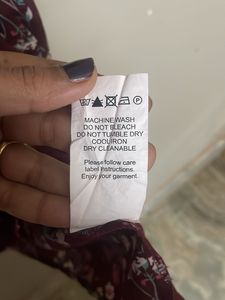 MACHINE WASH
DO NOT BLEACH
DO NOT TUMBLE DRY
COOL IRON
DRY CLEANABLE
Please follow care
label instructions.
Enjoy your garment.